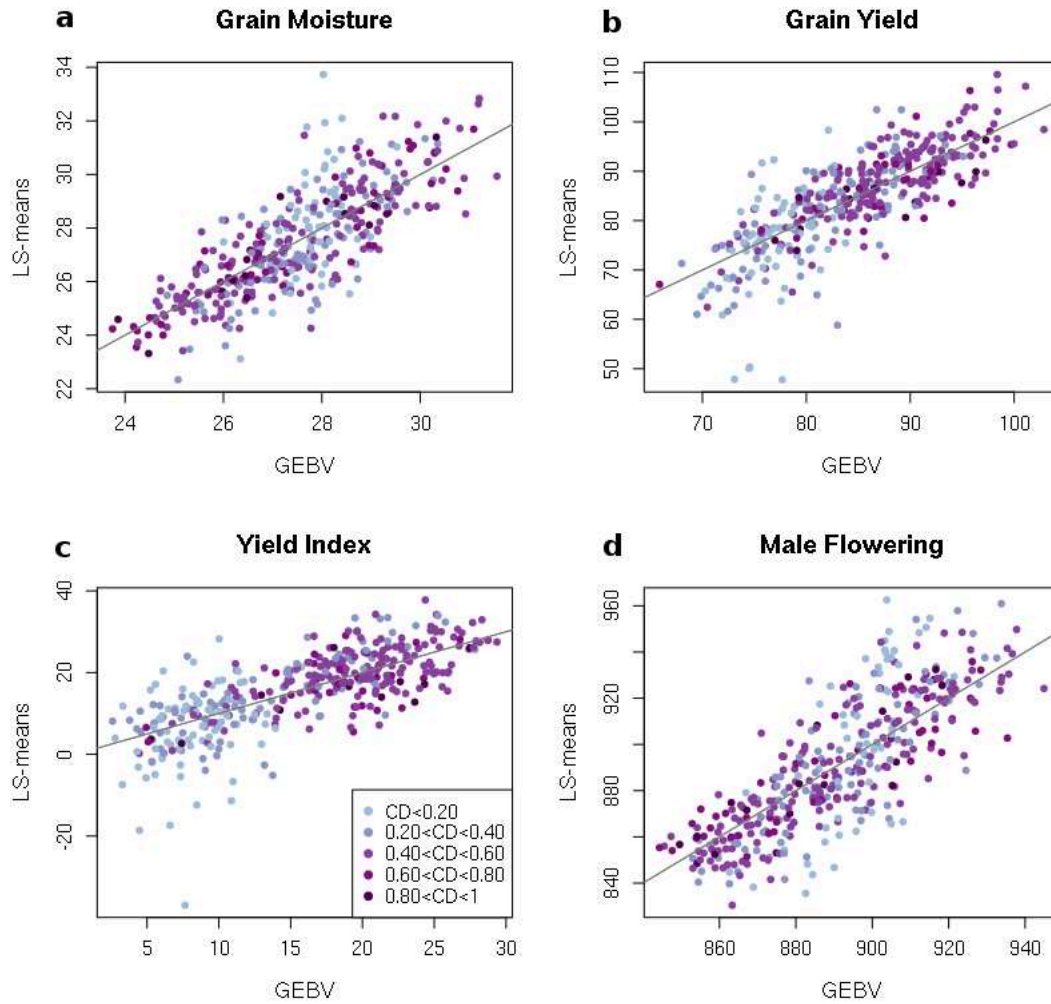 a Grain Moisture
LS-means
34
32
30
28
26
24
22
24 26 28 30
GEBV
b Grain Yield
LS-means
110
100
90
80
70
60
50
70 80 90 100
GEBV
c Yield Index
LS-means
40
20
0
-20
CD<0.20
0.20<CD<0.40
0.40<CD<0.60
0.60<CD<0.80
0.80<CD<1
5 10 15 20 25 30
GEBV
d Male Flowering
LS-means
960
920
880
840
860 880 900 920 940
GEBV